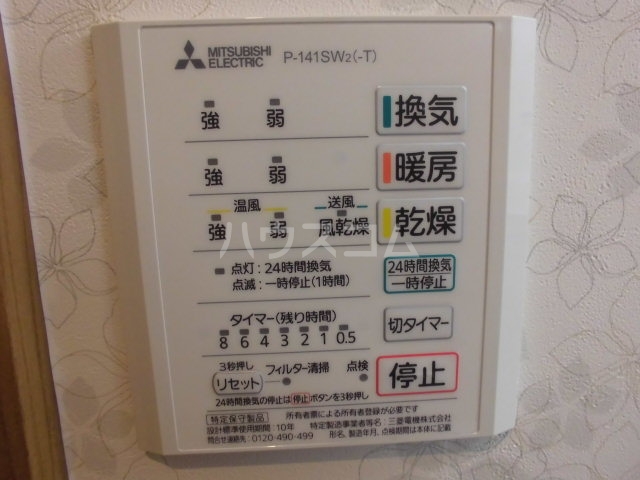 MITSUBISHI ELECTRIC P-141SW2(-T)
強 弱 換気
強 弱 暖房
温風 送風
強 弱 風乾燥 乾燥
ハウスコム
点灯:24時間換気
点滅:一時停止(1時間)
24時間換気
一時停止
タイマー(残り時間)
8 6 4 3 2 1 0.5
切タイマー
3秒押し
リセット フィルター清掃 点検
停止
24時間換気の停止は停止ボタンを3秒押し
特定保守製品 所有者票による所有者登録が必要です
設計標準使用期間:10年 特定製造事業者等名:三菱電機株式会社
問合せ連絡先:0120-490-499 形名、製造年月、点検期間は本体に記載